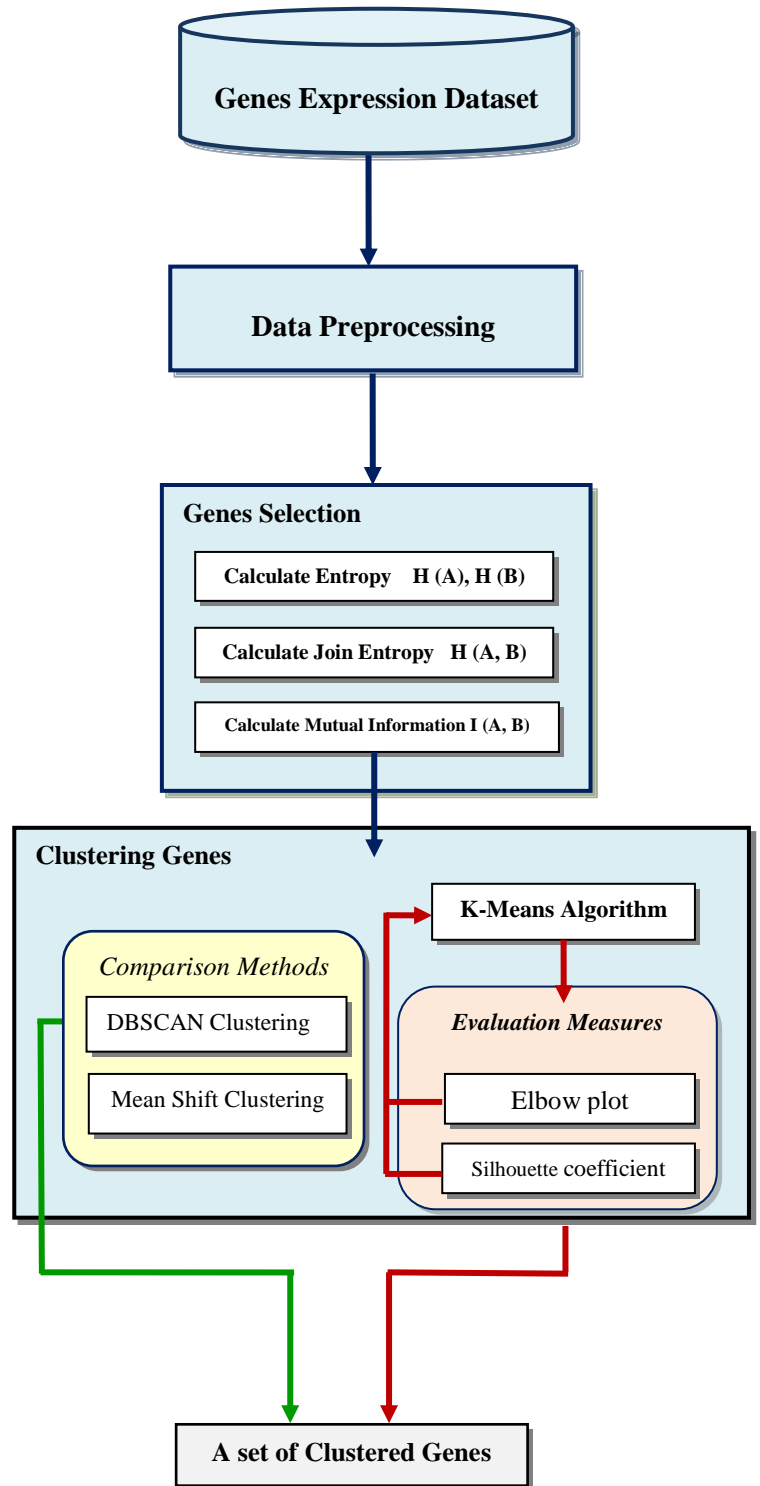 Genes Expression Dataset
Data Preprocessing
Genes Selection
Calculate Entropy H (A), H (B)
Calculate Join Entropy H (A, B)
Calculate Mutual Information I (A, B)
Clustering Genes
K-Means Algorithm
Comparison Methods
DBSCAN Clustering
Mean Shift Clustering
Evaluation Measures
Elbow plot
Silhouette coefficient
A set of Clustered Genes